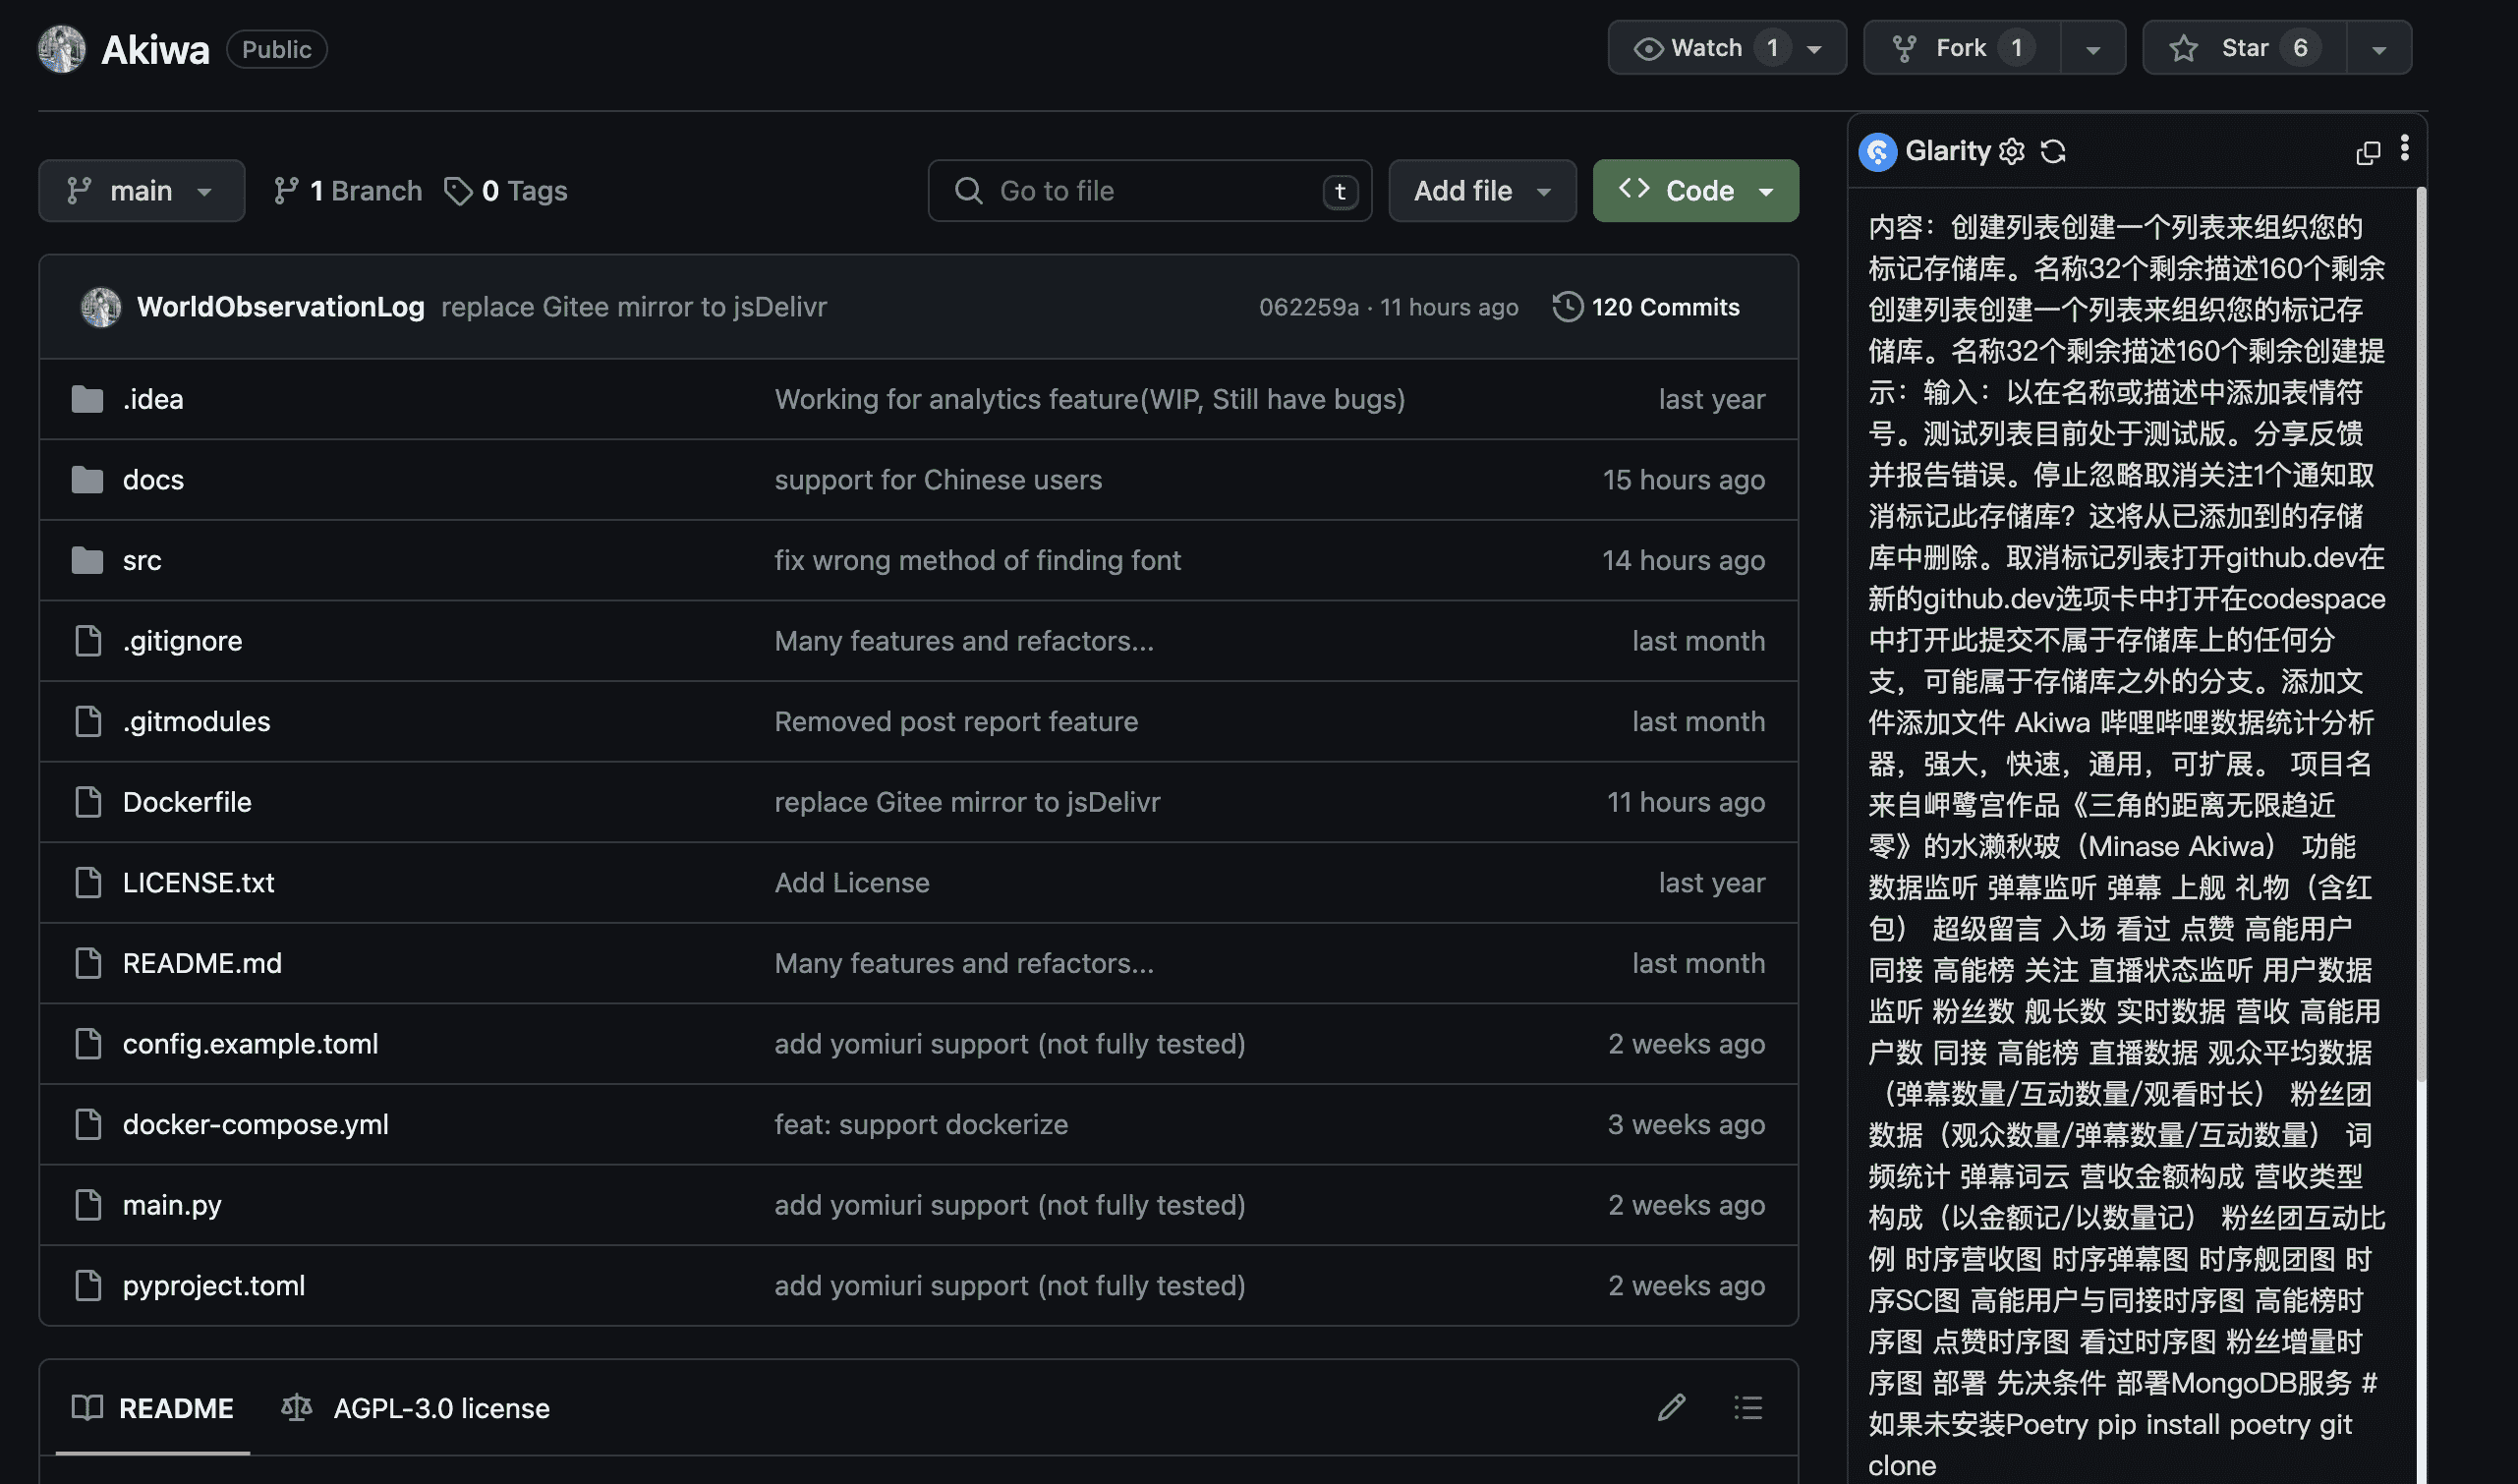 Akiwa Public
Watch 1
Fork 1
Star 6
main
1 Branch
0 Tags
Go to file t
Add file
Code
WorldObservationLog replace Gitee mirror to jsDelivr 062259a · 11 hours ago 120 Commits
.idea Working for analytics feature(WIP, Still have bugs) last year
docs support for Chinese users 15 hours ago
src fix wrong method of finding font 14 hours ago
.gitignore Many features and refactors... last month
.gitmodules Removed post report feature last month
Dockerfile replace Gitee mirror to jsDelivr 11 hours ago
LICENSE.txt Add License last year
README.md Many features and refactors... last month
config.example.toml add yomiuri support (not fully tested) 2 weeks ago
docker-compose.yml feat: support dockerize 3 weeks ago
main.py add yomiuri support (not fully tested) 2 weeks ago
pyproject.toml add yomiuri support (not fully tested) 2 weeks ago
README AGPL-3.0 license
Glarity
内容：创建列表创建一个列表来组织您的
标记存储库。名称32个剩余描述160个剩余
创建列表创建一个列表来组织您的标记存
储库。名称32个剩余描述160个剩余创建提
示：输入：以在名称或描述中添加表情符
号。测试列表目前处于测试版。分享反馈
并报告错误。停止忽略取消关注1个通知取
消标记此存储库？这将从已添加到的存储
库中删除。取消标记列表打开github.dev在
新的github.dev选项卡中打开在codespace
中打开此提交不属于存储库上的任何分
支，可能属于存储库之外的分支。添加文
件添加文件 Akiwa 哔哩哔哩数据统计分析
器，强大，快速，通用，可扩展。 项目名
来自岬鹭宫作品《三角的距离无限趋近
零》的水濑秋玻（Minase Akiwa） 功能
数据监听 弹幕监听 弹幕 上舰 礼物（含红
包） 超级留言 入场 看过 点赞 高能用户
同接 高能榜 关注 直播状态监听 用户数据
监听 粉丝数 舰长数 实时数据 营收 高能用
户数 同接 高能榜 直播数据 观众平均数据
（弹幕数量/互动数量/观看时长） 粉丝团
数据（观众数量/弹幕数量/互动数量） 词
频统计 弹幕词云 营收金额构成 营收类型
构成（以金额记/以数量记） 粉丝团互动比
例 时序营收图 时序弹幕图 时序舰团图 时
序SC图 高能用户与同接时序图 高能榜时
序图 点赞时序图 看过时序图 粉丝增量时
序图 部署 先决条件 部署MongoDB服务 #
如果未安装Poetry pip install poetry git
clone